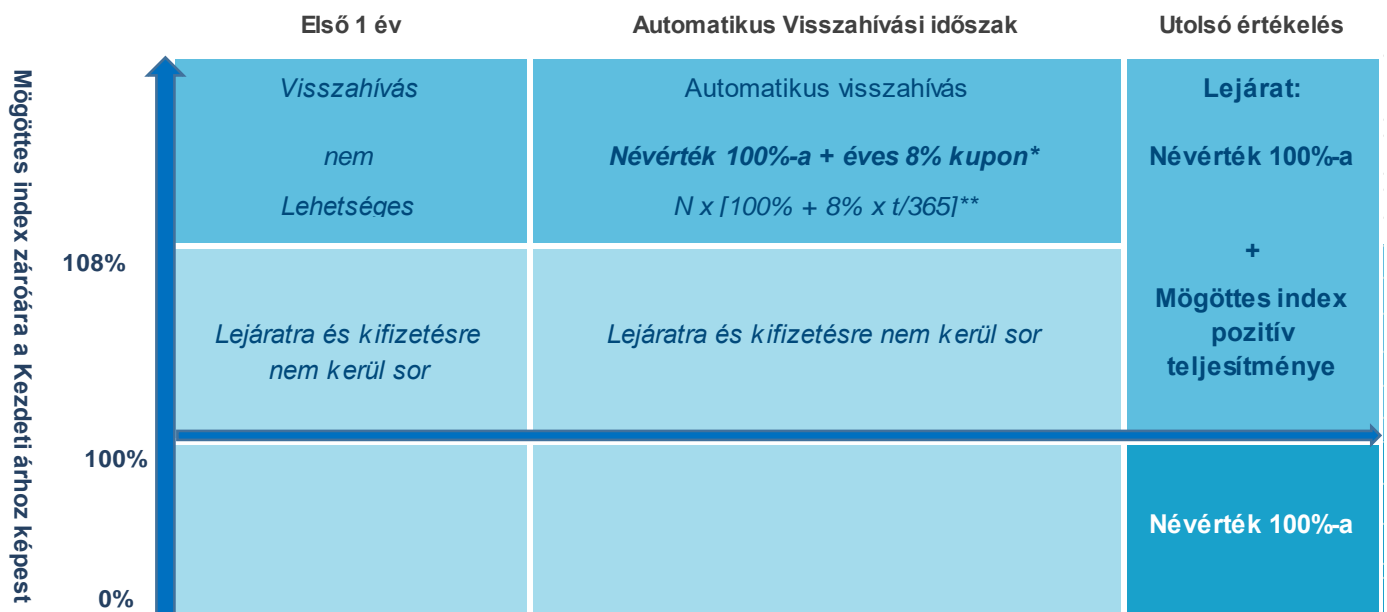 Első 1 év
Automatikus Visszahívási időszak
Utolsó értékelés
Mögöttes index záróára a Kezdeti árhoz képest
Visszahívás
nem
Lehetséges
Automatikus visszahívás
Névérték 100%-a + éves 8% kupon*
N x [100% + 8% x t/365]**
Lejárat:
Névérték 100%-a
+
Mögöttes index
pozitív
teljesítménye
108%
Lejáratra és kifizetésre
nem kerül sor
Lejáratra és kifizetésre nem kerül sor
100%
Névérték 100%-a
0%